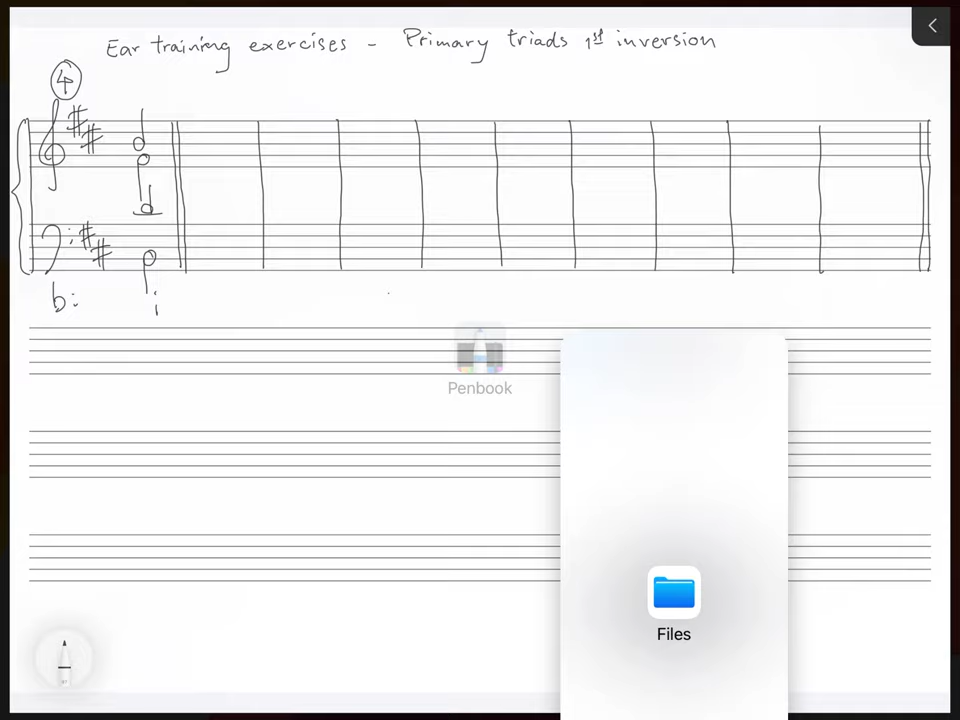 Ear training exercises - Primary triads 1st inversion
4
b: i
Penbook
Files